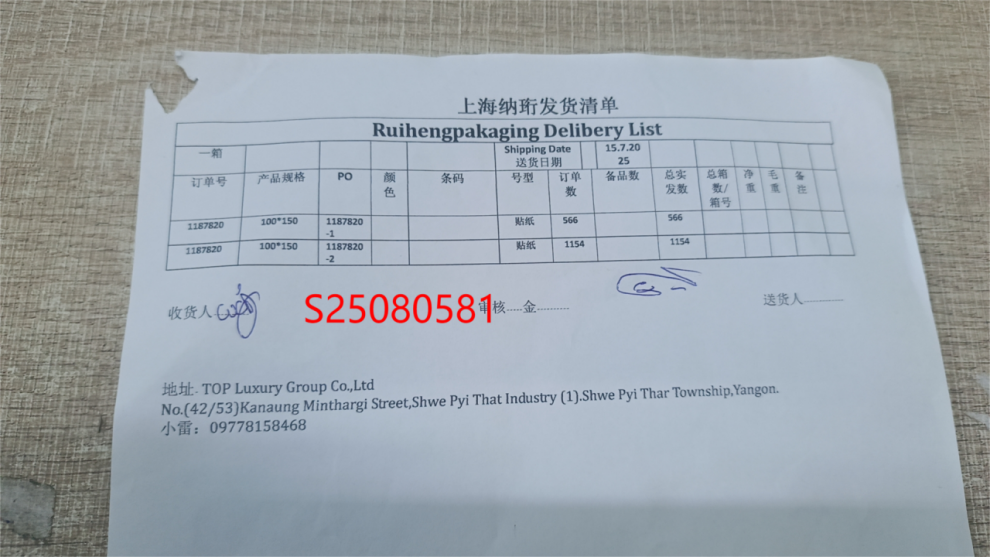 上海纳珩发货清单
Ruihengpakaging Delibery List
一箱 Shipping Date 送货日期 15.7.2025
订单号 产品规格 PO 颜色 条码 号型 订单数 备品数 总实发数 总箱数/箱号 净重 毛重 备注
1187820 100*150 1187820-1 贴纸 566 566
1187820 100*150 1187820-2 贴纸 1154 1154
收货人 S25080581 审核.....金.......... 送货人............
地址. TOP Luxury Group Co.,Ltd
No.(42/53)Kanaung Minthargi Street,Shwe Pyi That Industry (1).Shwe Pyi Thar Township,Yangon.
小雷：09778158468